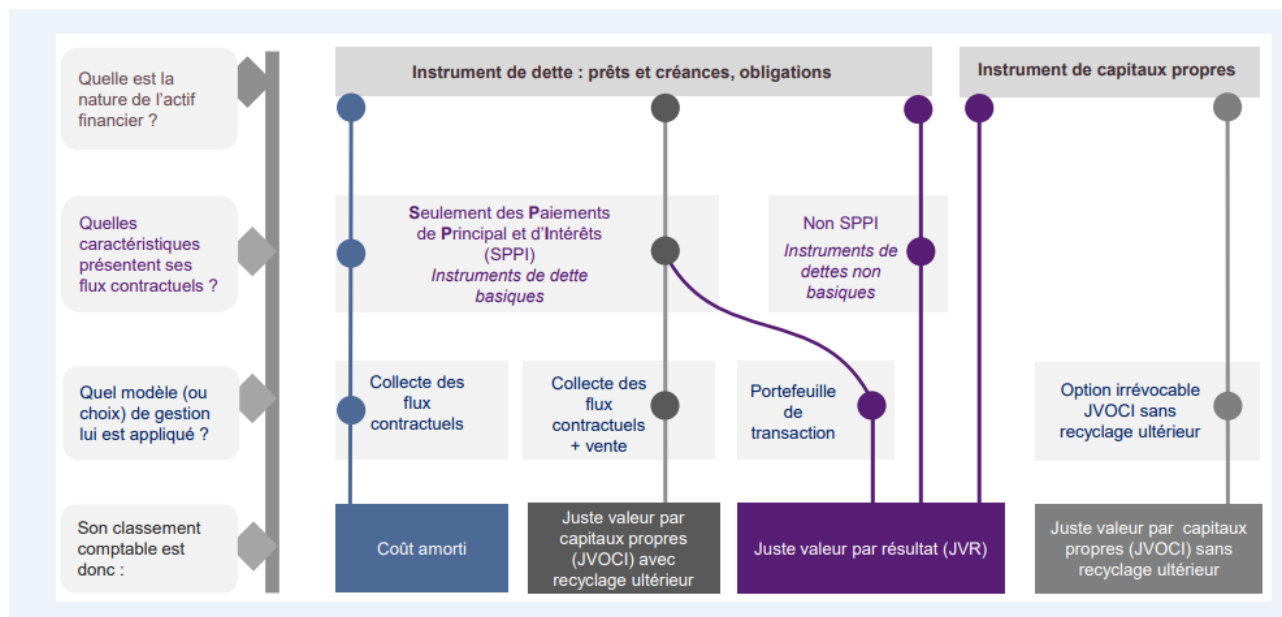 Quelle est la
nature de l'actif
financier ?
Instrument de dette : prêts et créances, obligations
Instrument de capitaux propres
Quelles
caractéristiques
présentent ses
flux contractuels ?
Seulement des Paiements
de Principal et d'Intérêts
(SPPI)
Instruments de dette
basiques
Non SPPI
Instruments de
dettes non
basiques
Quel modèle (ou
choix) de gestion
lui est appliqué ?
Collecte des
flux
contractuels
Collecte des
flux
contractuels
+ vente
Portefeuille
de
transaction
Option irrévocable
JVOCI sans
recyclage ultérieur
Son classement
comptable est
donc :
Coût amorti
Juste valeur par
capitaux propres
(JVOCI) avec
recyclage ultérieur
Juste valeur par résultat (JVR)
Juste valeur par capitaux
propres (JVOCI) sans
recyclage ultérieur